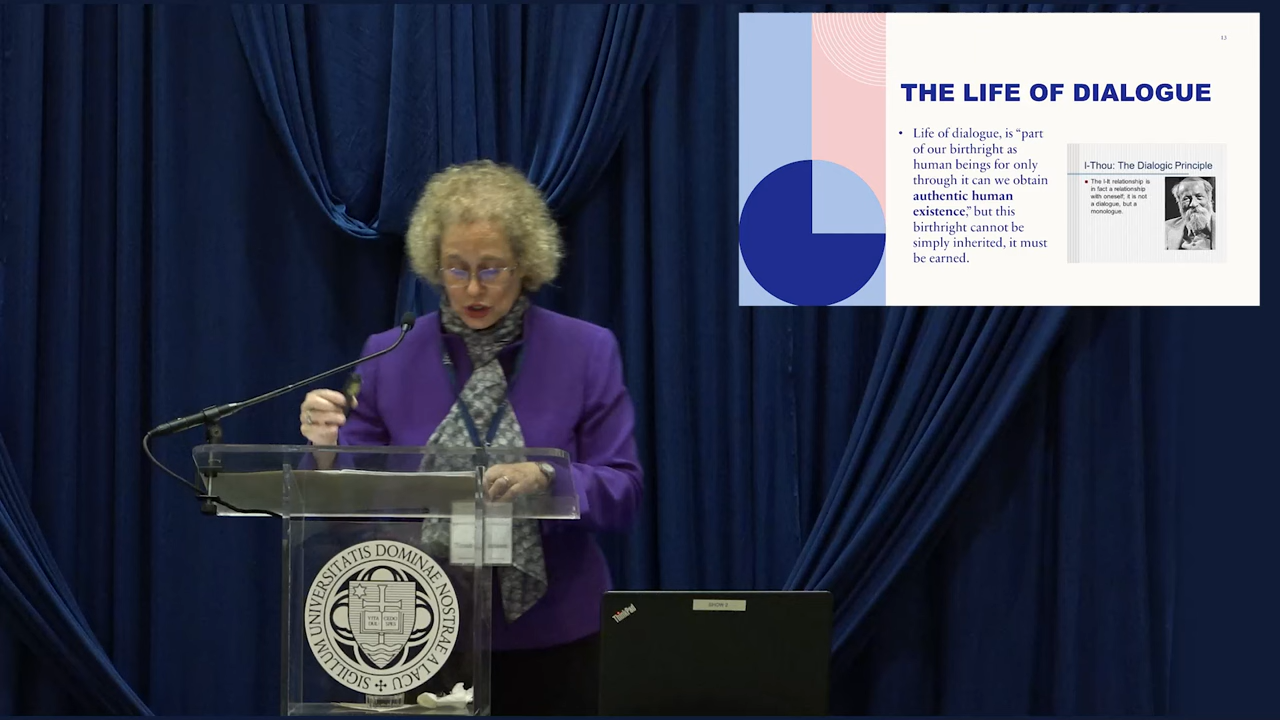 13
THE LIFE OF DIALOGUE
• Life of dialogue, is “part
of our birthright as
human beings for only
through it can we obtain
authentic human
existence,” but this
birthright cannot be
simply inherited, it must
be earned.
I-Thou: The Dialogic Principle
• The I-It relationship is
in fact a relationship
with oneself; it is not
a dialogue, but a
monologue.
SIGILLUM UNIVERSITATIS DOMINAE NOSTRAE A LACU
VITA
ThinkPad